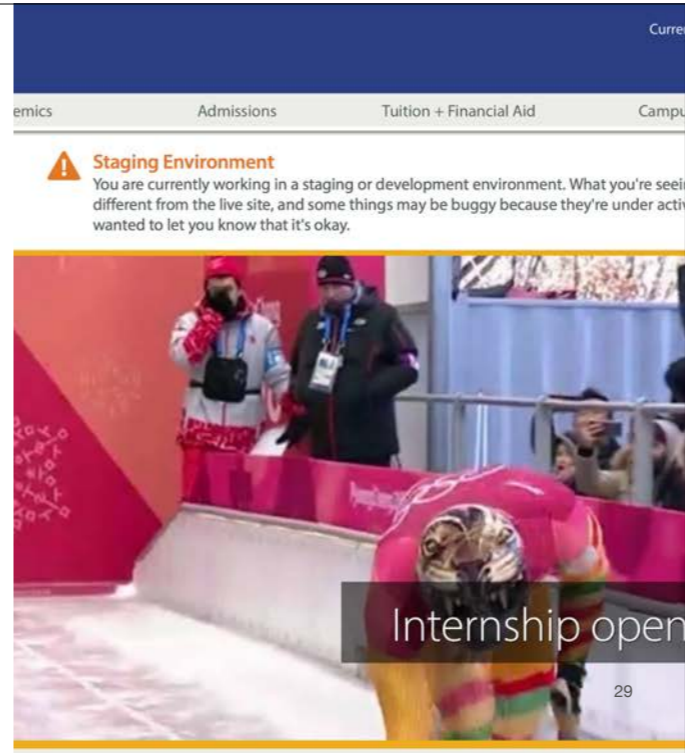 Curre
emics Admissions Tuition + Financial Aid Campu
Staging Environment
You are currently working in a staging or development environment. What you're seei
different from the live site, and some things may be buggy because they're under activ
wanted to let you know that it's okay.
Internship open
29